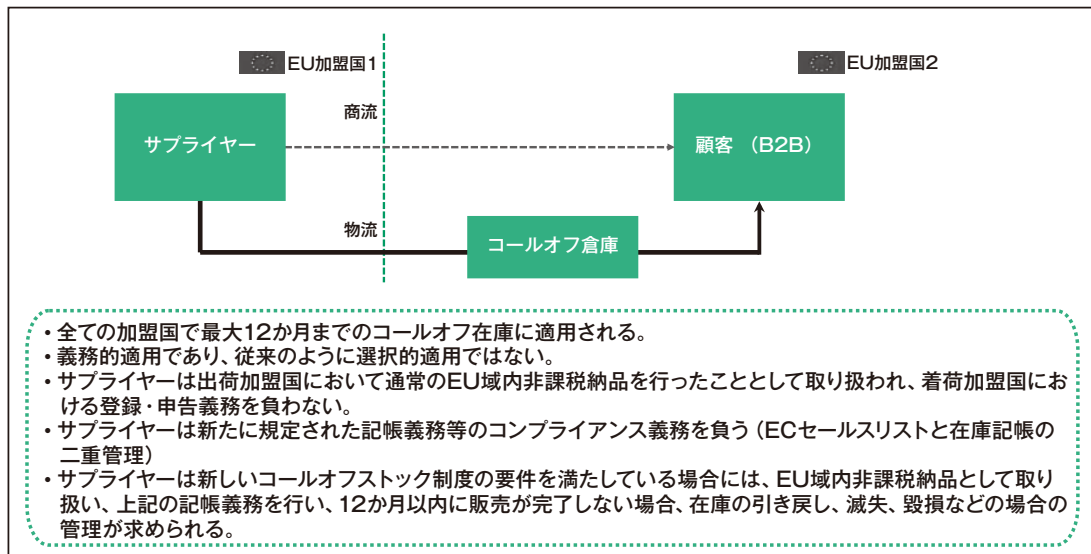 EU加盟国1
EU加盟国2
商流
サプライヤー
顧客 （B2B）
物流
コールオフ倉庫
・全ての加盟国で最大12か月までのコールオフ在庫に適用される。
・義務的適用であり、従来のように選択的適用ではない。
・サプライヤーは出荷加盟国において通常のEU域内非課税納品を行ったこととして取り扱われ、着荷加盟国にお
ける登録・申告義務を負わない。
・サプライヤーは新たに規定された記帳義務等のコンプライアンス義務を負う（ECセールスリストと在庫記帳の
二重管理）
・サプライヤーは新しいコールオフストック制度の要件を満たしている場合には、EU域内非課税納品として取り
扱い、上記の記帳義務を行い、12か月以内に販売が完了しない場合、在庫の引き戻し、滅失、毀損などの場合の
管理が求められる。